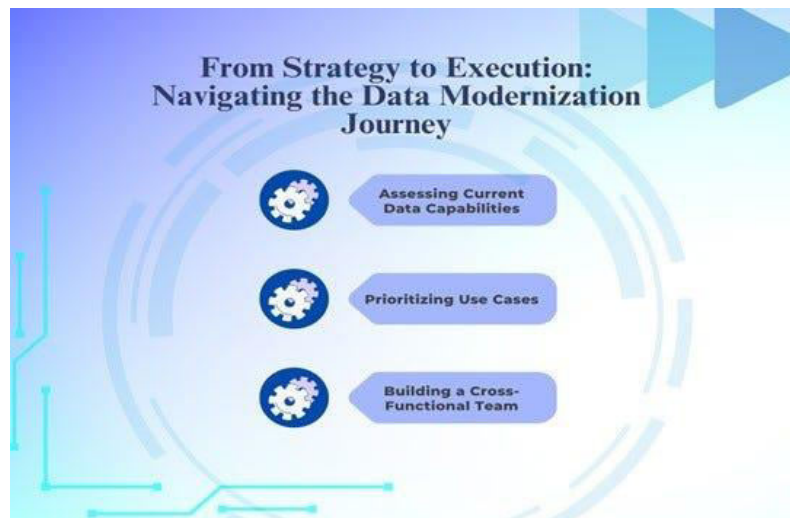 From Strategy to Execution:
Navigating the Data Modernization
Journey
Assessing Current
Data Capabilities
Prioritizing Use Cases
Building a Cross-
Functional Team